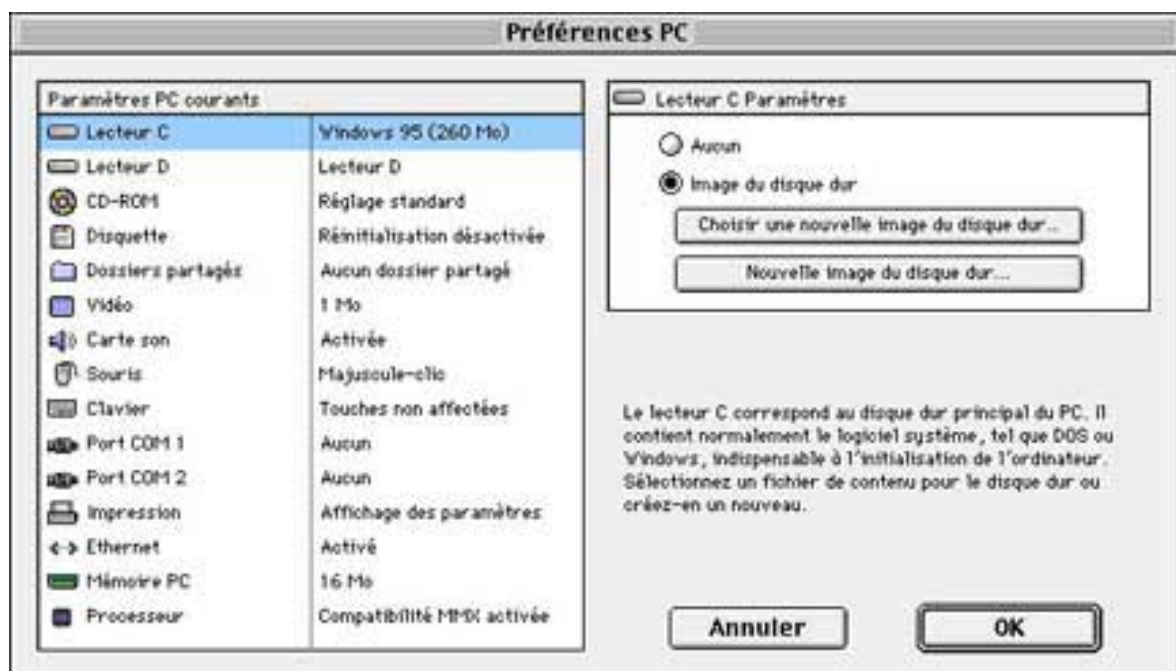 Préférences PC
Paramètres PC courants
Lecteur C Windows 95 (260 Mo)
Lecteur D Lecteur D
CD-ROM Réglage standard
Disquette Réinitialisation désactivée
Dossiers partagés Aucun dossier partagé
Vidéo 1 Mo
Carte son Activée
Souris Majuscule-clic
Clavier Touches non affectées
Port COM 1 Aucun
Port COM 2 Aucun
Impression Affichage des paramètres
Ethernet Activé
Mémoire PC 16 Mo
Processeur Compatibilité MMX activée
Lecteur C Paramètres
Aucun
Image du disque dur
Choisir une nouvelle image du disque dur...
Nouvelle image du disque dur...
Le lecteur C correspond au disque dur principal du PC. Il
contient normalement le logiciel système, tel que DOS ou
Windows, indispensable à l'initialisation de l'ordinateur.
Sélectionnez un fichier de contenu pour le disque dur ou
créez-en un nouveau.
Annuler
OK